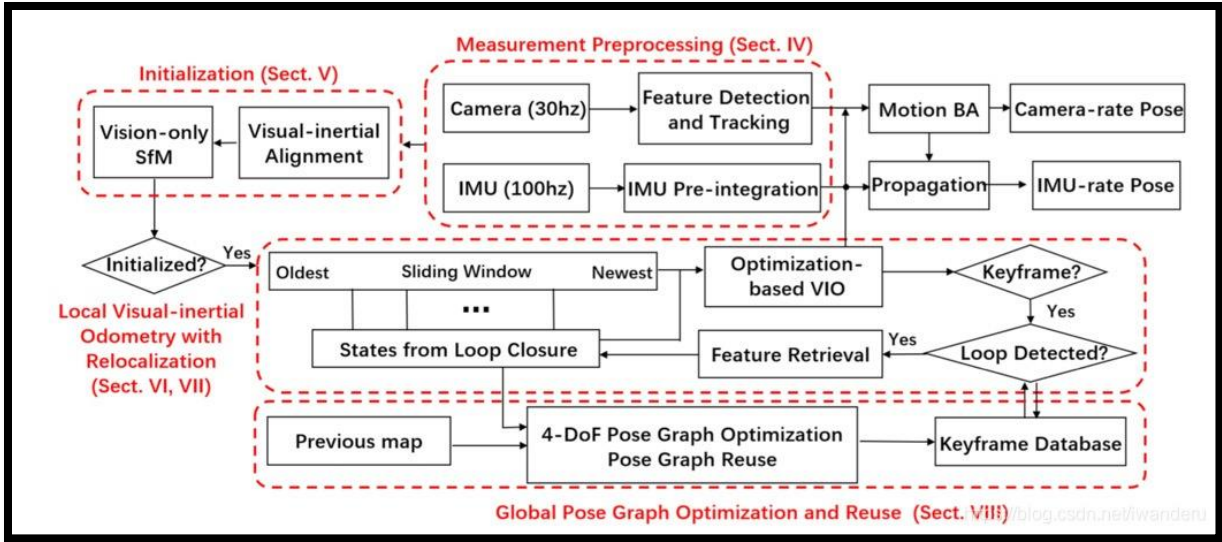 Measurement Preprocessing (Sect. IV)
Initialization (Sect. V)
Camera (30hz)
Feature Detection
and Tracking
Motion BA
Camera-rate Pose
Vision-only
SfM
Visual-inertial
Alignment
IMU (100hz)
IMU Pre-integration
Propagation
IMU-rate Pose
Initialized?
Yes
Oldest
Sliding Window
Newest
...
Optimization-
based VIO
Keyframe?
Yes
Local Visual-inertial
Odometry with
Relocalization
(Sect. VI, VII)
States from Loop Closure
Feature Retrieval
Yes
Loop Detected?
Previous map
4-DoF Pose Graph Optimization
Pose Graph Reuse
Keyframe Database
Global Pose Graph Optimization and Reuse (Sect. VIII)
https://blog.csdn.net/iwanderu